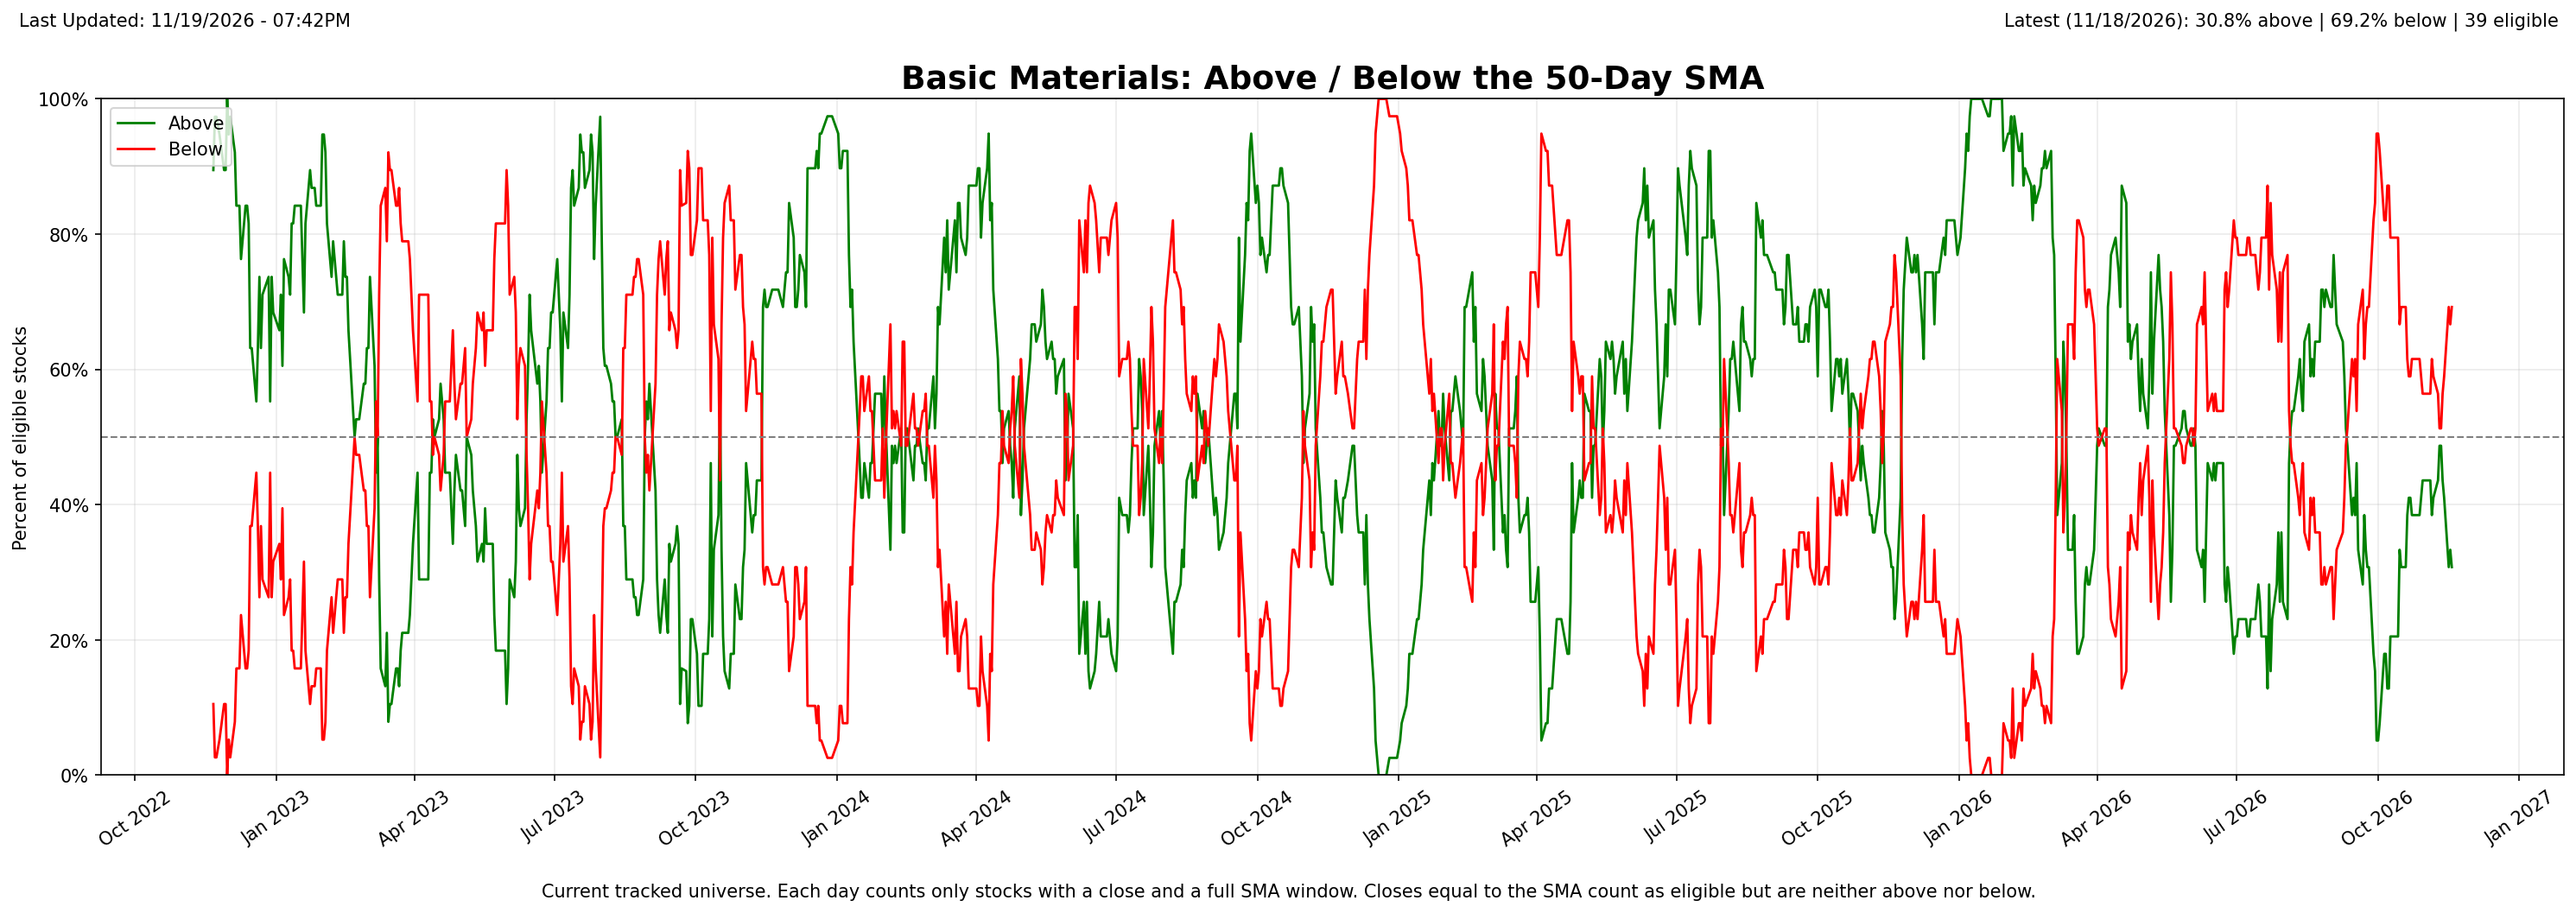 Last Updated: 11/19/2026 - 07:42PM
Latest (11/18/2026): 30.8% above | 69.2% below | 39 eligible
Basic Materials: Above / Below the 50-Day SMA
Above
Below
Percent of eligible stocks
100%
80%
60%
40%
20%
0%
Oct 2022
Jan 2023
Apr 2023
Jul 2023
Oct 2023
Jan 2024
Apr 2024
Jul 2024
Oct 2024
Jan 2025
Apr 2025
Jul 2025
Oct 2025
Jan 2026
Apr 2026
Jul 2026
Oct 2026
Jan 2027
Current tracked universe. Each day counts only stocks with a close and a full SMA window. Closes equal to the SMA count as eligible but are neither above nor below.